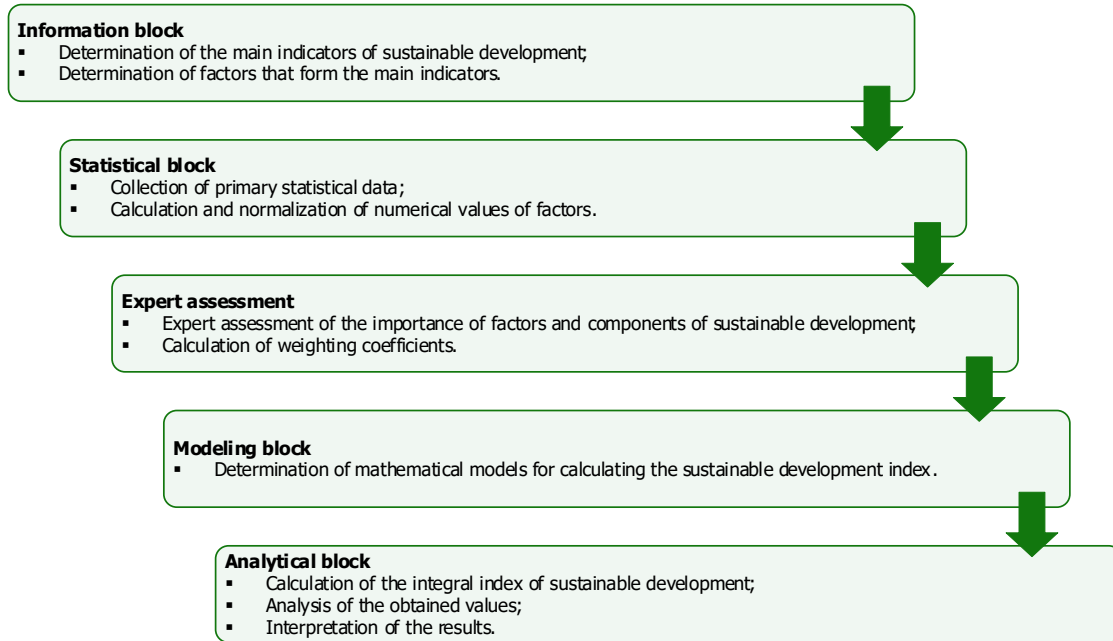 Information block
▪ Determination of the main indicators of sustainable development;
▪ Determination of factors that form the main indicators.
Statistical block
▪ Collection of primary statistical data;
▪ Calculation and normalization of numerical values of factors.
Expert assessment
▪ Expert assessment of the importance of factors and components of sustainable development;
▪ Calculation of weighting coefficients.
Modeling block
▪ Determination of mathematical models for calculating the sustainable development index.
Analytical block
▪ Calculation of the integral index of sustainable development;
▪ Analysis of the obtained values;
▪ Interpretation of the results.